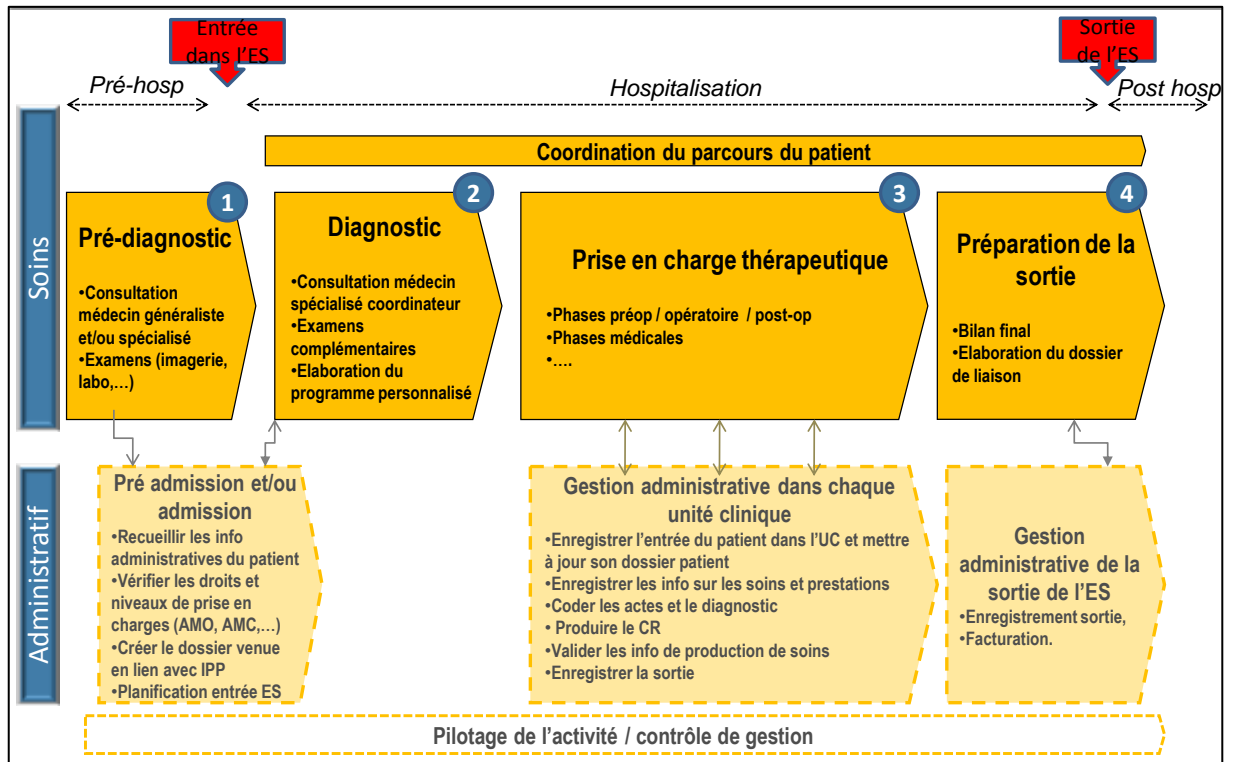 Entrée
dans l'ES
Sortie
de l'ES
Pré-hosp
Hospitalisation
Post hosp
Coordination du parcours du patient
Soins
1
Pré-diagnostic
•Consultation
médecin généraliste
et/ou spécialisé
•Examens (imagerie,
labo,…)
2
Diagnostic
•Consultation médecin
spécialisé coordinateur
•Examens
complémentaires
•Elaboration du
programme personnalisé
3
Prise en charge thérapeutique
•Phases préop / opératoire / post-op
•Phases médicales
•….
4
Préparation de la
sortie
•Bilan final
•Elaboration du dossier
de liaison
Administratif
Pré admission et/ou
admission
•Recueillir les info
administratives du patient
•Vérifier les droits et
niveaux de prise en
charges (AMO, AMC,…)
•Créer le dossier venue
en lien avec IPP
•Planification entrée ES
Gestion administrative dans chaque
unité clinique
•Enregistrer l'entrée du patient dans l'UC et mettre
à jour son dossier patient
•Enregistrer les info sur les soins et prestations
•Coder les actes et le diagnostic
• Produire le CR
•Valider les info de production de soins
•Enregistrer la sortie
Gestion
administrative de la
sortie de l'ES
•Enregistrement sortie,
•Facturation.
Pilotage de l'activité / contrôle de gestion